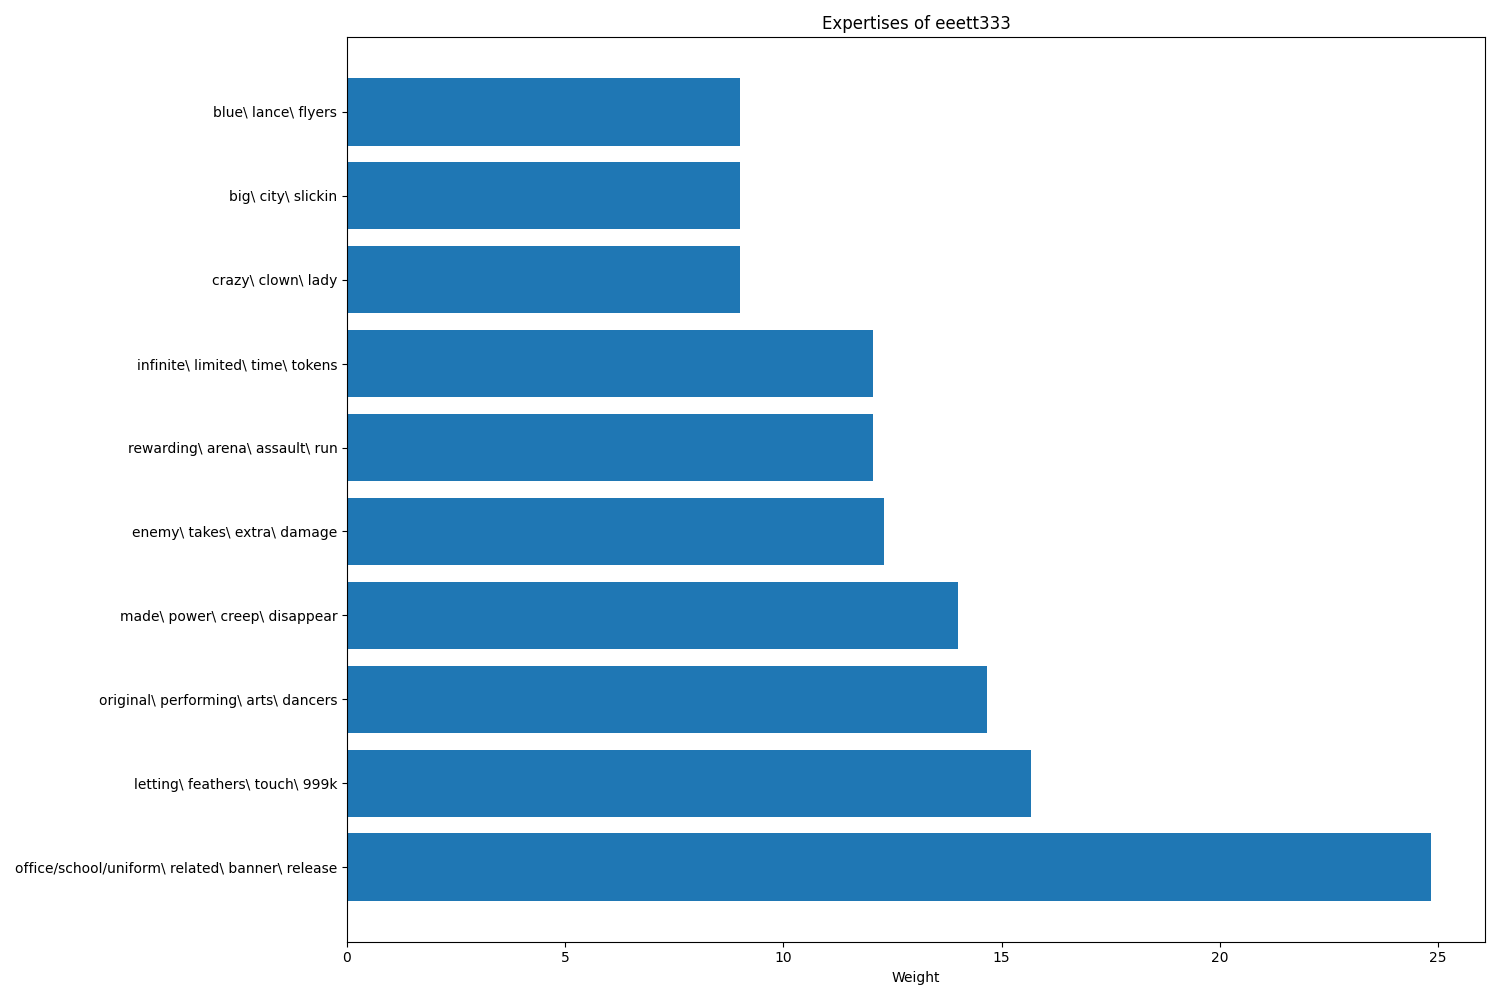 Expertises of eeett333
blue\ lance\ flyers
big\ city\ slickin
crazy\ clown\ lady
infinite\ limited\ time\ tokens
rewarding\ arena\ assault\ run
enemy\ takes\ extra\ damage
made\ power\ creep\ disappear
original\ performing\ arts\ dancers
letting\ feathers\ touch\ 999k
office/school/uniform\ related\ banner\ release
0 5 10 15 20 25
Weight